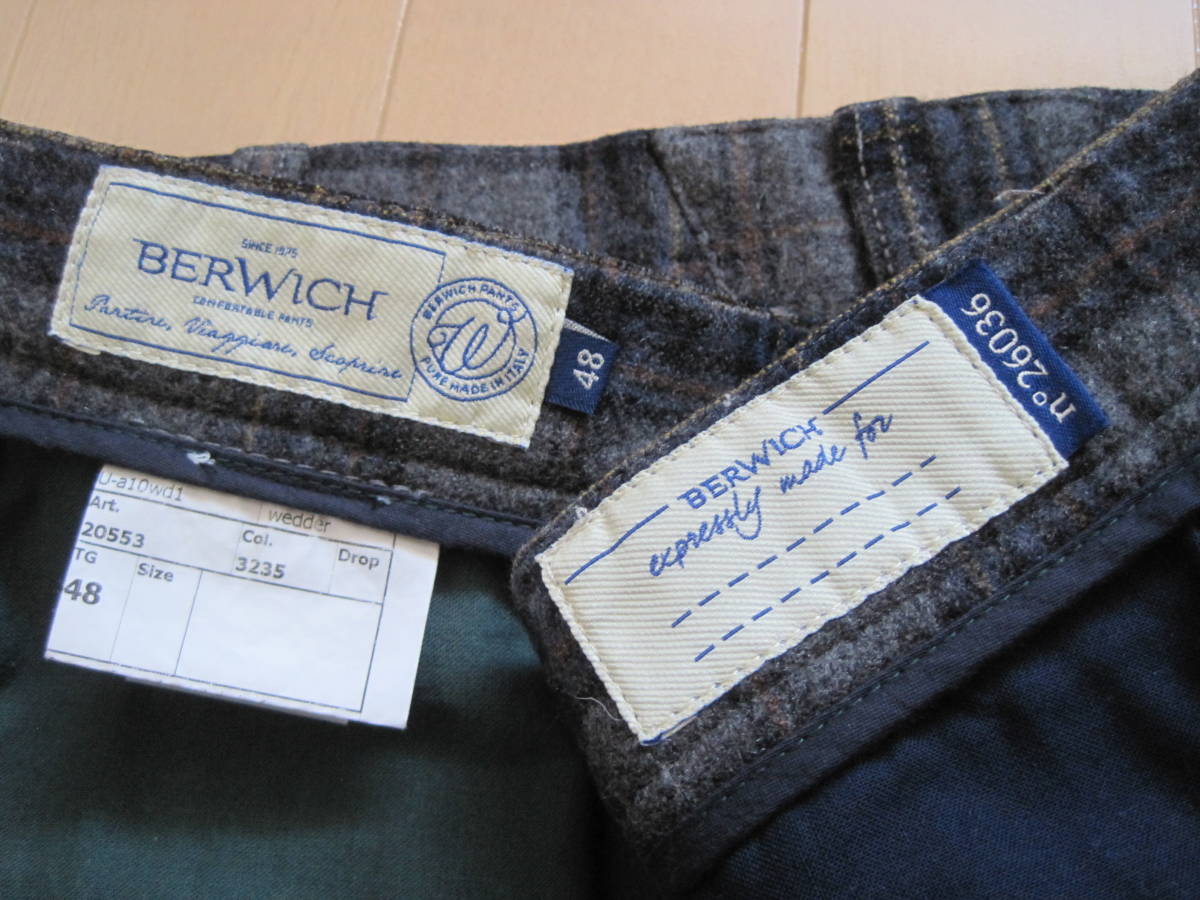 SINCE 1975
BERWICH
COMFORTABLE PANTS
Partire, Viaggiare, Scoprire
BERWICH PANTS
W
PURE MADE IN ITALY
48
n°26036
BERWICH
expressly made for
U-a10wd1
wedder
Art.
20553
Col.
3235
Drop
TG
48
Size